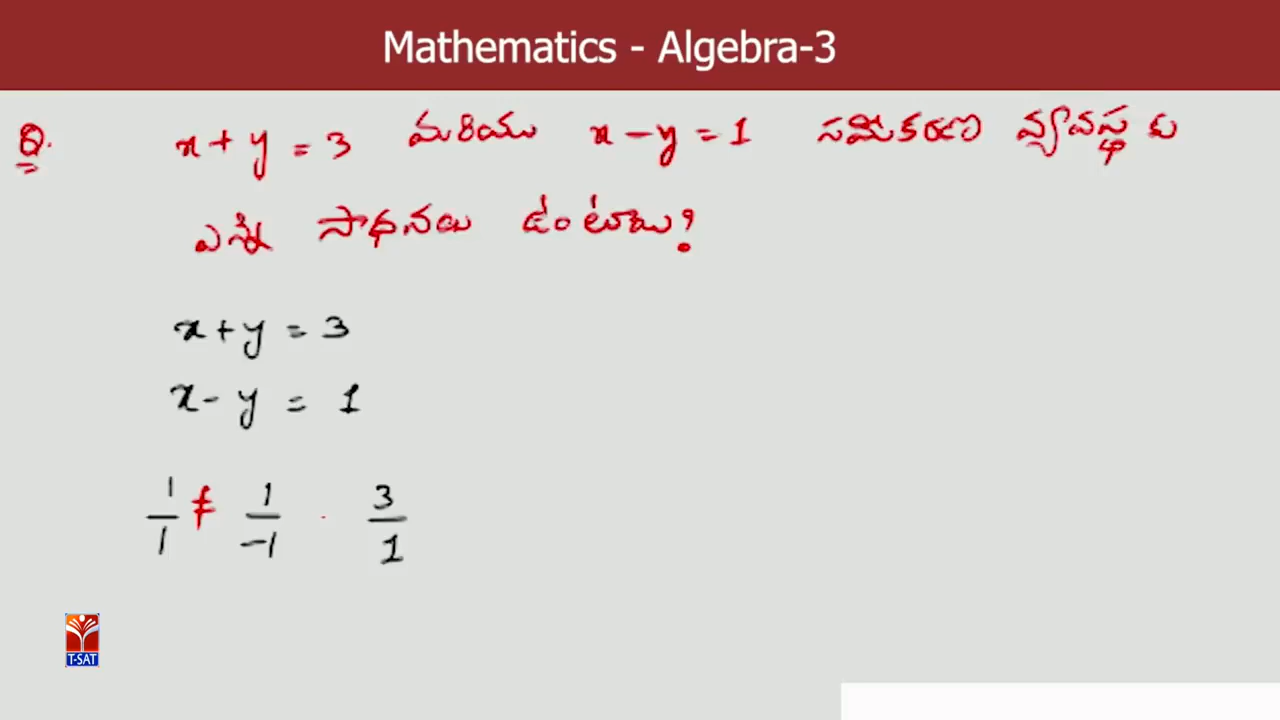 Mathematics - Algebra-3
Q. x + y = 3 మరియు x - y = 1 సమీకరణ వ్యవస్థ కు
ఎన్ని సాధనలు ఉంటాయి?
x + y = 3
x - y = 1
1/1 ≠ 1/-1 3/1
T-SAT